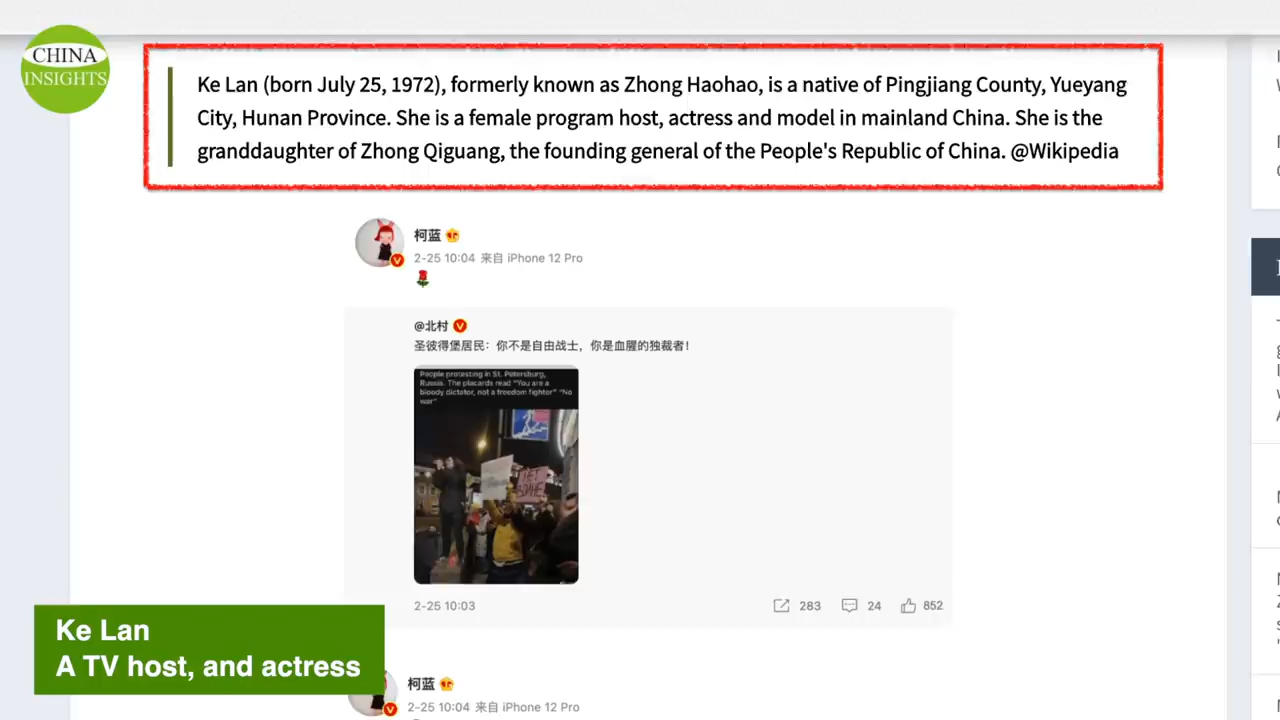 CHINA
INSIGHTS
Ke Lan (born July 25, 1972), formerly known as Zhong Haohao, is a native of Pingjiang County, Yueyang
City, Hunan Province. She is a female program host, actress and model in mainland China. She is the
granddaughter of Zhong Qiguang, the founding general of the People's Republic of China. @Wikipedia
柯蓝
2-25 10:04 来自 iPhone 12 Pro
@北村
圣彼得堡居民：你不是自由战士，你是血腥的独裁者！
People protesting in St. Petersburg,
Russia. The placards read "You are a
bloody dictator, not a freedom fighter" "No
war"
НЕТ
ВОЙНЕ!
2-25 10:03
283
24
852
Ke Lan
A TV host, and actress
柯蓝
2-25 10:04 来自 iPhone 12 Pro